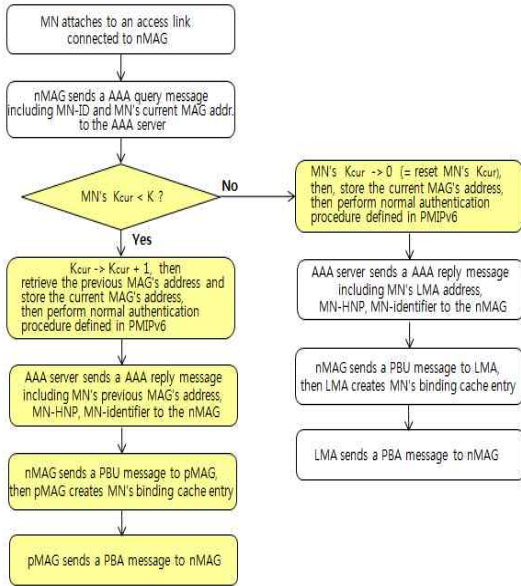 MN attaches to an access link
connected to nMAG
nMAG sends a AAA query message
including MN-ID and MN's current MAG addr.
to the AAA server
MN's Kcur < K ?
No
Yes
Kcur -> Kcur + 1, then
retrieve the previous MAG's address and
store the current MAG's address,
then perform normal authentication
procedure defined in PMIPv6
AAA server sends a AAA reply message
including MN's previous MAG's address,
MN-HNP, MN-identifier to the nMAG
nMAG sends a PBU message to pMAG,
then pMAG creates MN's binding cache entry
pMAG sends a PBA message to nMAG
MN's Kcur -> 0 (= reset MN's Kcur),
then, store the current MAG's address,
then perform normal authentication
procedure defined in PMIPv6
AAA server sends a AAA reply message
including MN's LMA address,
MN-HNP, MN-identifier to the nMAG
nMAG sends a PBU message to LMA,
then LMA creates MN's binding cache entry
LMA sends a PBA message to nMAG